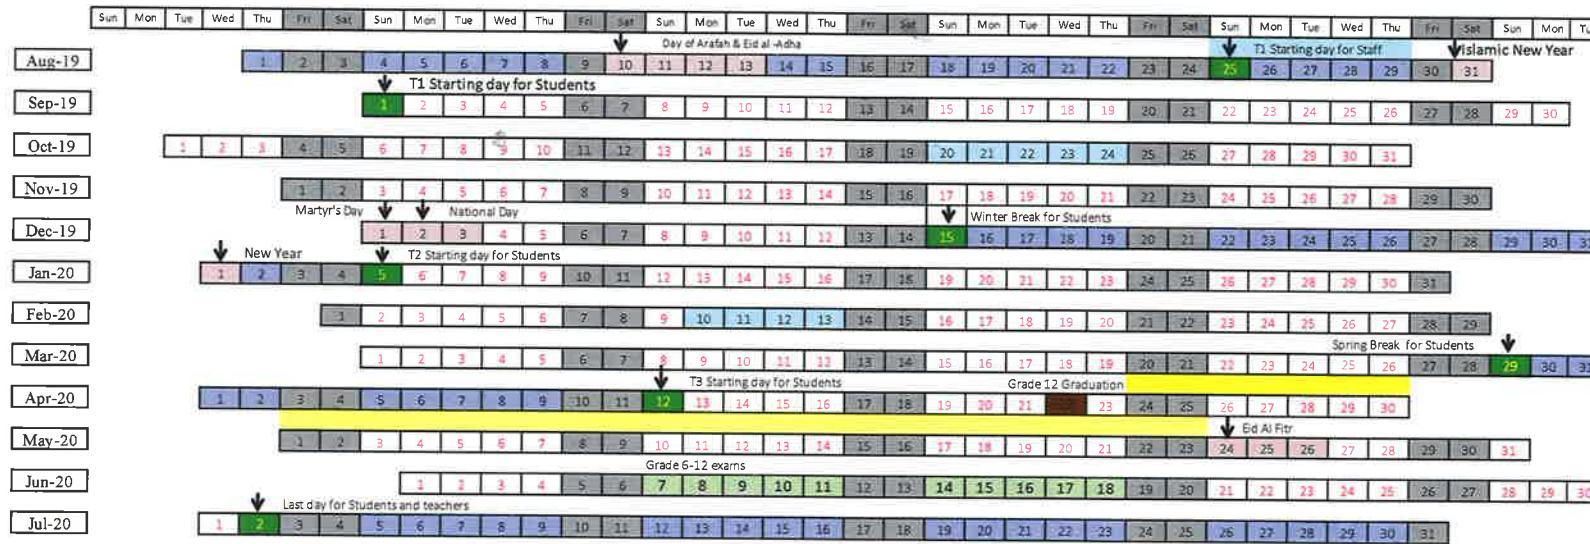 Sun Mon Tue Wed Thu Fri Sat Sun Mon Tue Wed Thu Fri Sat Sun Mon Tue Wed Thu Fri Sat Sun Mon Tue Wed Thu Fri Sat Sun Mon Tue Wed Thu Fri Sat Sun Mon
Day of Arafah & Eid al -Adha T1 Starting day for Staff Islamic New Year
Aug-19 1 2 3 4 5 6 7 8 9 10 11 12 13 14 15 16 17 18 19 20 21 22 23 24 25 26 27 28 29 30 31
T1 Starting day for Students
Sep-19 1 2 3 4 5 6 7 8 9 10 11 12 13 14 15 16 17 18 19 20 21 22 23 24 25 26 27 28 29 30
Oct-19 1 2 3 4 5 6 7 8 9 10 11 12 13 14 15 16 17 18 19 20 21 22 23 24 25 26 27 28 29 30 31
Nov-19 1 2 3 4 5 6 7 8 9 10 11 12 13 14 15 16 17 18 19 20 21 22 23 24 25 26 27 28 29 30
Martyr's Day National Day Winter Break for Students
Dec-19 1 2 3 4 5 6 7 8 9 10 11 12 13 14 15 16 17 18 19 20 21 22 23 24 25 26 27 28 29 30
New Year T2 Starting day for Students
Jan-20 1 2 3 4 5 6 7 8 9 10 11 12 13 14 15 16 17 18 19 20 21 22 23 24 25 26 27 28 29 30 31
Feb-20 1 2 3 4 5 6 7 8 9 10 11 12 13 14 15 16 17 18 19 20 21 22 23 24 25 26 27 28 29
Spring Break for Students
Mar-20 1 2 3 4 5 6 7 8 9 10 11 12 13 14 15 16 17 18 19 20 21 22 23 24 25 26 27 28 29 30 31
T3 Starting day for Students Grade 12 Graduation
Apr-20 1 2 3 4 5 6 7 8 9 10 11 12 13 14 15 16 17 18 19 20 21 23 24 25 26 27 28 29 30
Eid Al Fitr
May-20 1 2 3 4 5 6 7 8 9 10 11 12 13 14 15 16 17 18 19 20 21 22 23 24 25 26 27 28 29 30 31
Grade 6-12 exams
Jun-20 1 2 3 4 5 6 7 8 9 10 11 12 13 14 15 16 17 18 19 20 21 22 23 24 25 26 27 28 29 30
Last day for Students and teachers
Jul-20 1 2 3 4 5 6 7 8 9 10 11 12 13 14 15 16 17 18 19 20 21 22 23 24 25 26 27 28 29 30 31